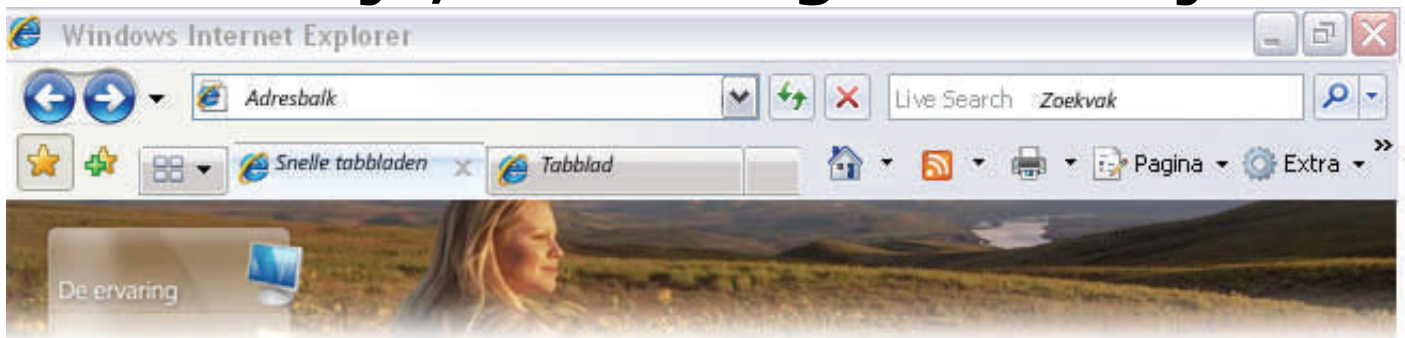 Windows Internet Explorer
Adresbalk Live Search Zoekvak
Snelle tabbladen Tabblad Pagina Extra
De ervaring